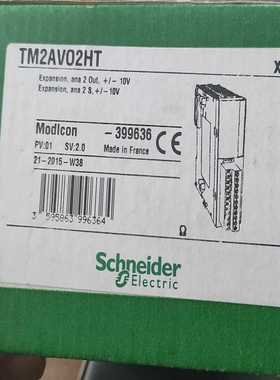 TM2AVO2HT
X
Expansion, ana 2 Out, +/- 10V
Expansion, ana 2 S, +/- 10V
Modicon -399636 CE
PV:01 SV:2.0 Made in France
21-2015-W38
3 595863 996364
Schneider
Electric